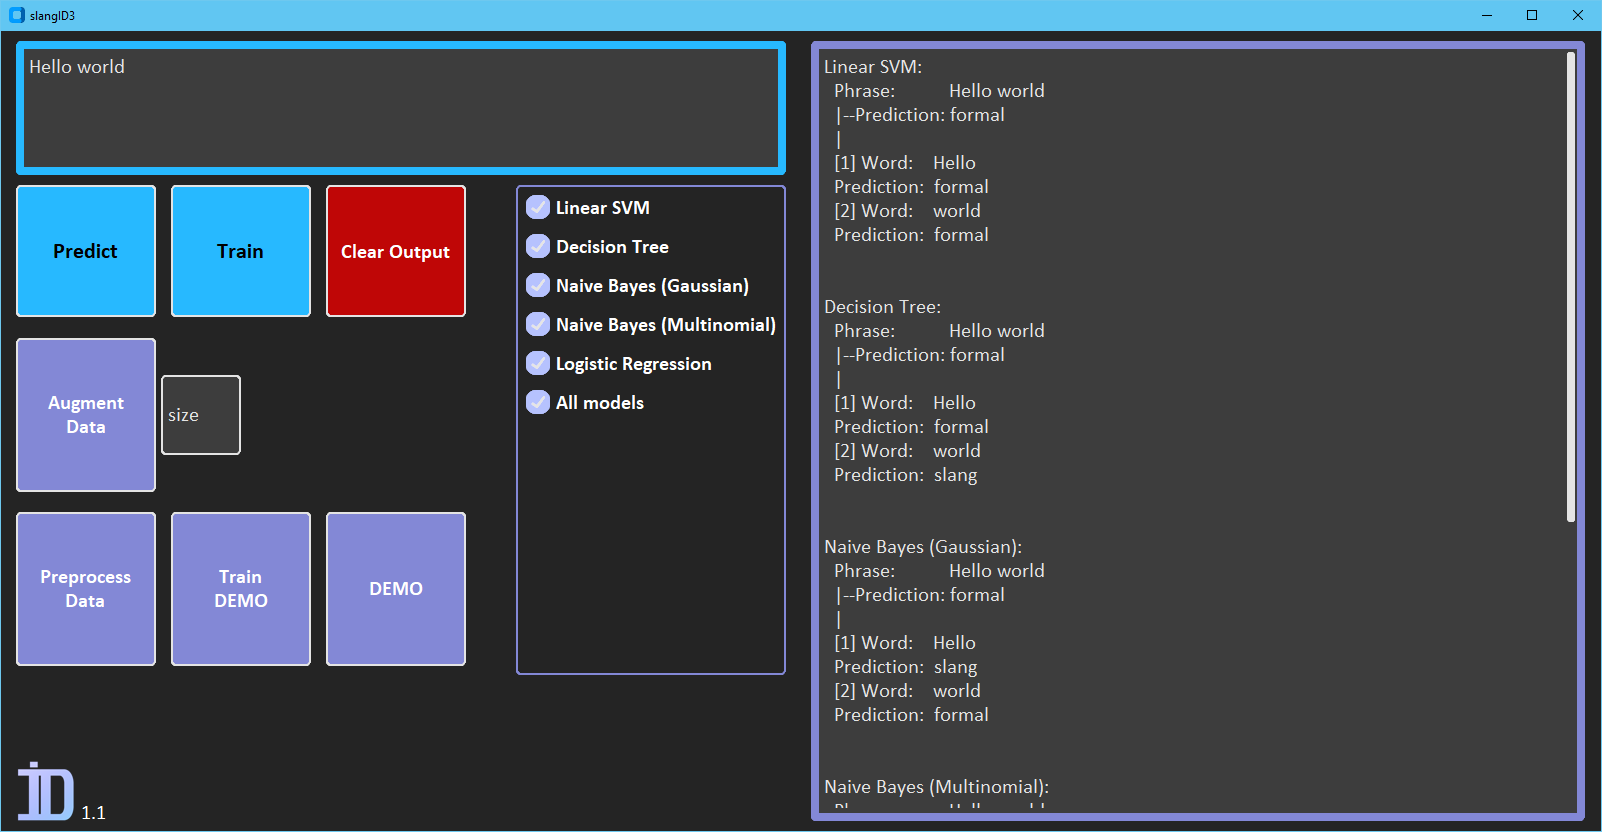 slangID3
Hello world
Predict
Train
Clear Output
Augment
Data
size
Preprocess
Data
Train
DEMO
DEMO
Linear SVM
Decision Tree
Naive Bayes (Gaussian)
Naive Bayes (Multinomial)
Logistic Regression
All models
ID
1.1
Linear SVM:
Phrase: Hello world
|--Prediction: formal
|
[1] Word: Hello
Prediction: formal
[2] Word: world
Prediction: formal
Decision Tree:
Phrase: Hello world
|--Prediction: formal
|
[1] Word: Hello
Prediction: formal
[2] Word: world
Prediction: slang
Naive Bayes (Gaussian):
Phrase: Hello world
|--Prediction: formal
|
[1] Word: Hello
Prediction: slang
[2] Word: world
Prediction: formal
Naive Bayes (Multinomial):